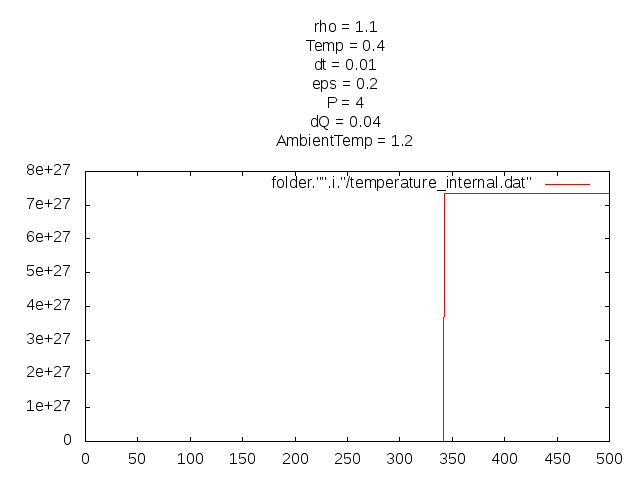 rho = 1.1
Temp = 0.4
dt = 0.01
eps = 0.2
P = 4
dQ = 0.04
AmbientTemp = 1.2
folder."".i."/temperature_internal.dat"
8e+27
7e+27
6e+27
5e+27
4e+27
3e+27
2e+27
1e+27
0
0 50 100 150 200 250 300 350 400 450 500